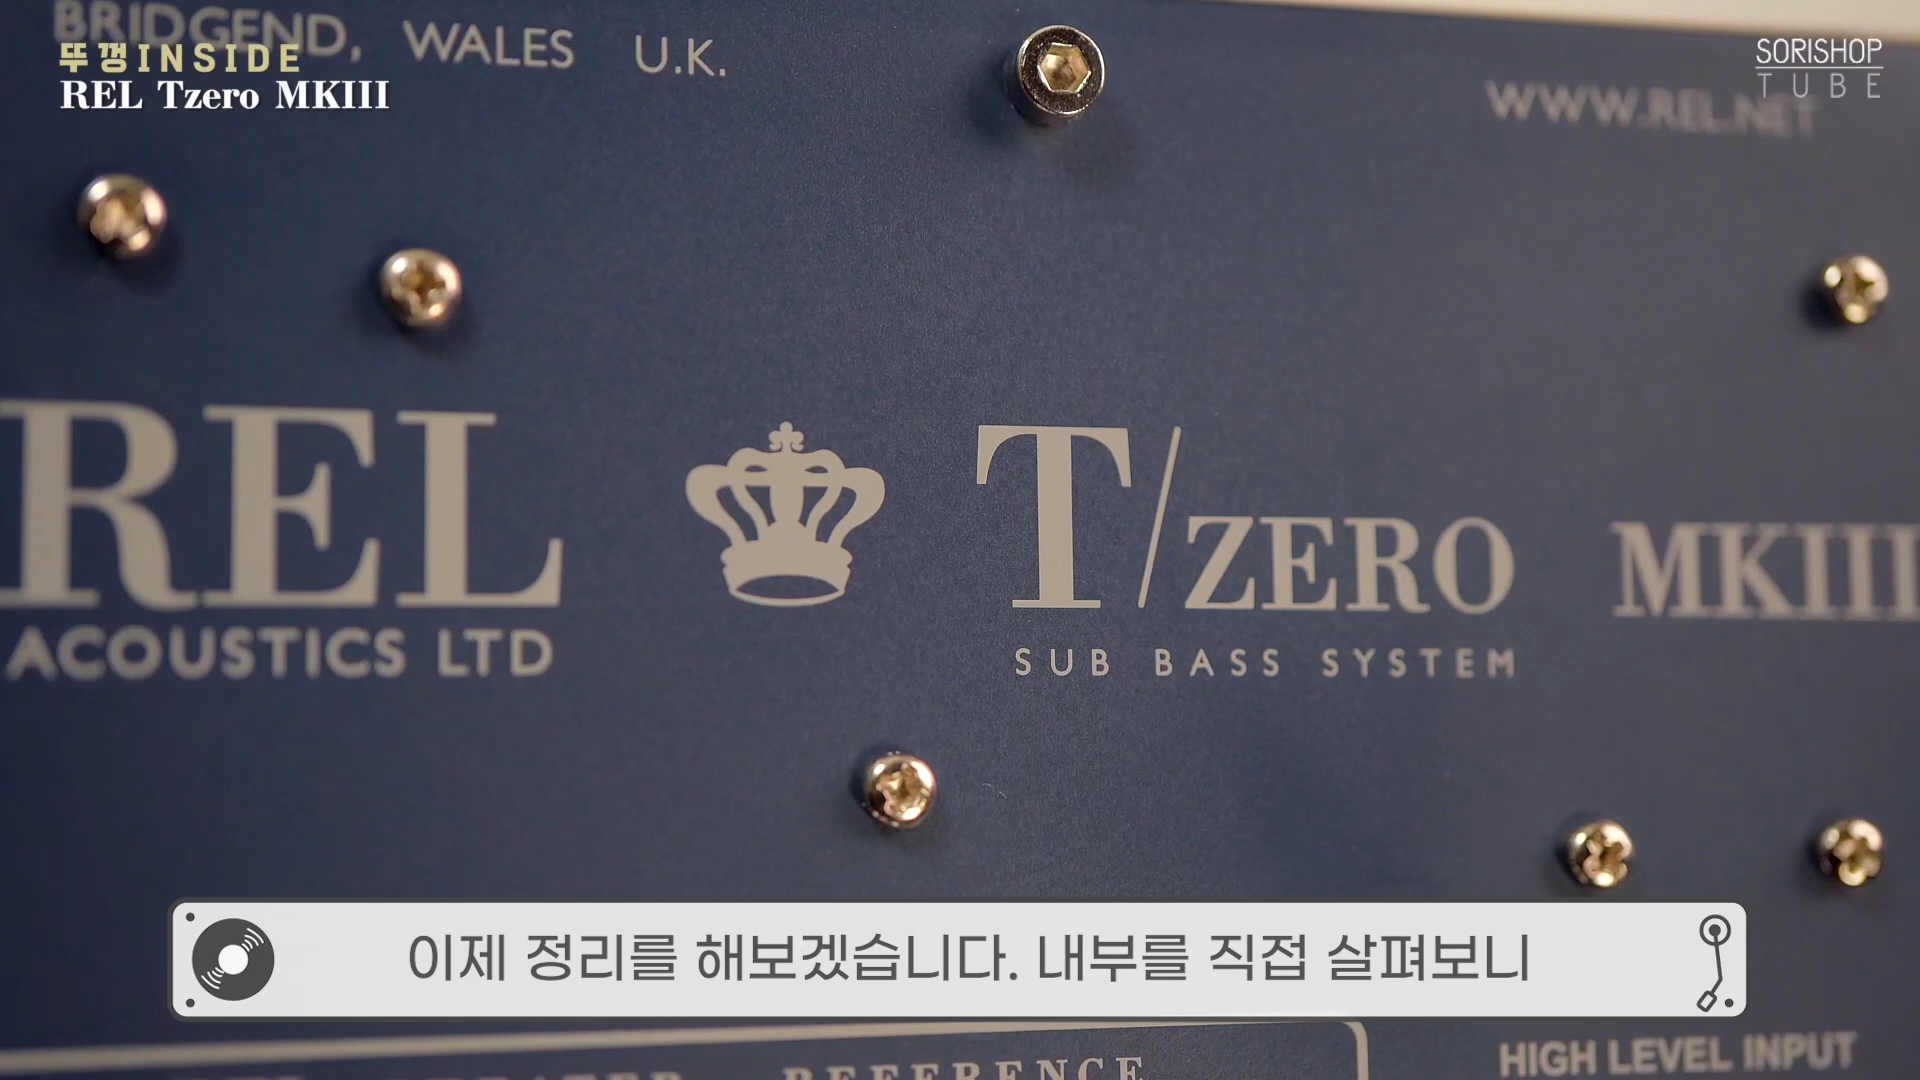 BRIDGEND, WALES U.K.
뚜껑INSIDE
REL Tzero MKIII
SORISHOP
TUBE
WWW.REL.NET
REL T/ZERO MKIII
ACOUSTICS LTD
SUB BASS SYSTEM
이제 정리를 해보겠습니다. 내부를 직접 살펴보니
REFERENCE
HIGH LEVEL INPUT